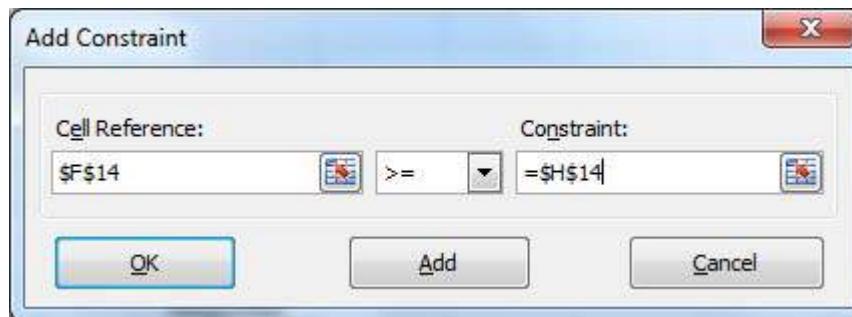 Add Constraint
Cell Reference: Constraint:
$F$14 >= =$H$14
OK Add Cancel